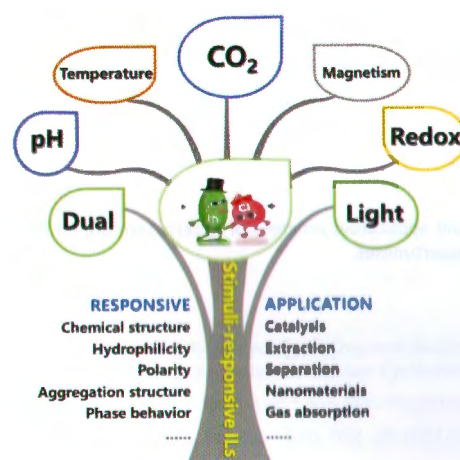 CO₂
Temperature
Magnetism
pH
Redox
Dual
Light
Stimuli-responsive ILs
RESPONSIVE
Chemical structure
Hydrophilicity
Polarity
Aggregation structure
Phase behavior
......
APPLICATION
Catalysis
Extraction
Separation
Nanomaterials
Gas absorption
......